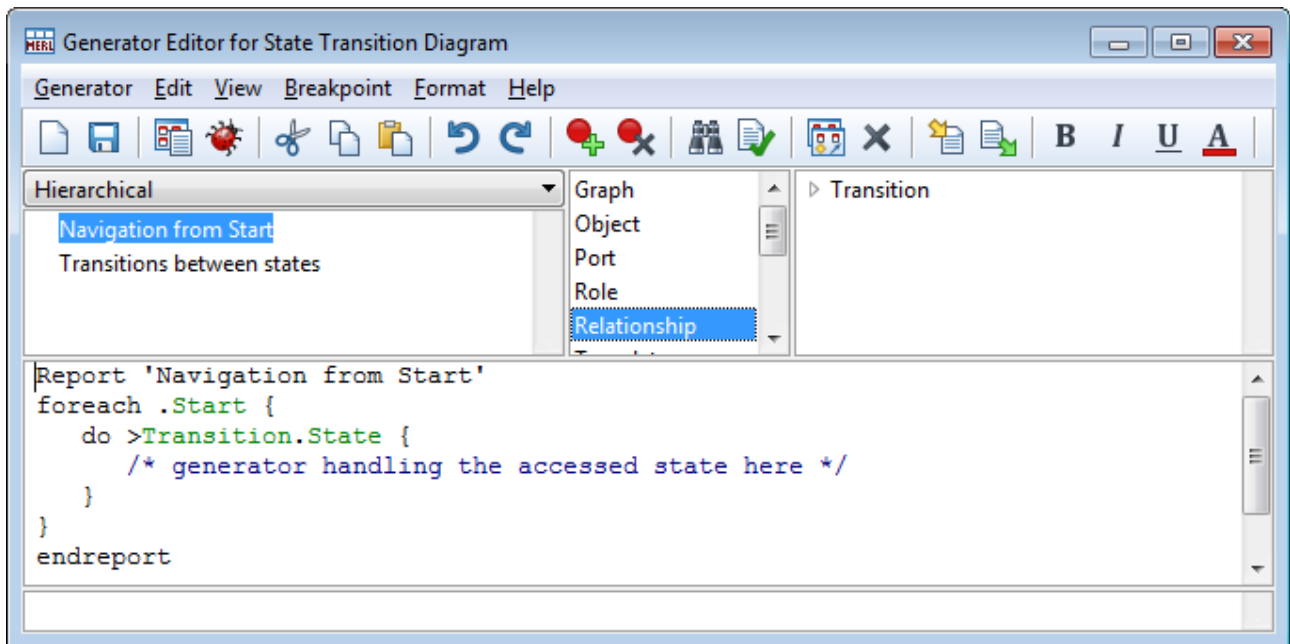 MERL Generator Editor for State Transition Diagram
Generator Edit View Breakpoint Format Help
B I U A
Hierarchical
Navigation from Start
Transitions between states
Graph
Object
Port
Role
Relationship
Transition
Report 'Navigation from Start'
foreach .Start {
   do >Transition.State {
      /* generator handling the accessed state here */
   }
}
endreport